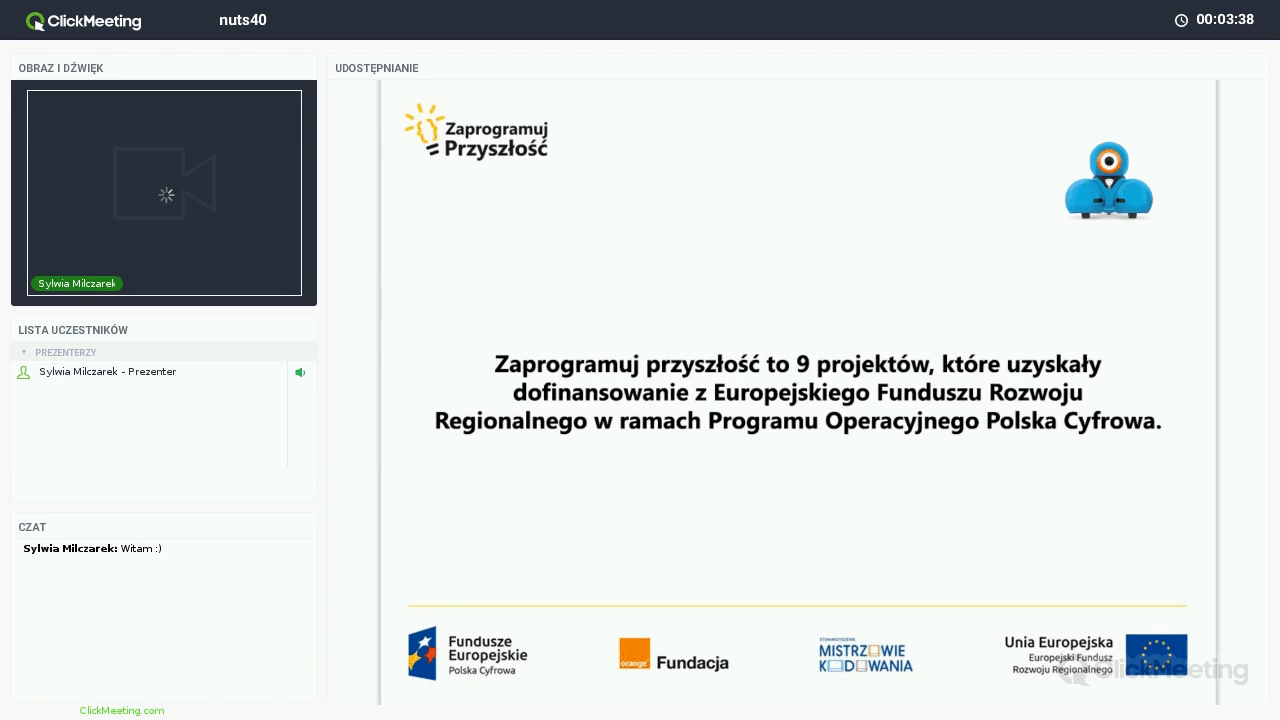 ClickMeeting
nuts40
00:03:38
OBRAZ I DŹWIĘK
Sylwia Milczarek
LISTA UCZESTNIKÓW
PREZENTERZY
Sylwia Milczarek - Prezenter
CZAT
Sylwia Milczarek: Witam :)
ClickMeeting.com
UDOSTĘPNIANIE
Zaprogramuj
Przyszłość
Zaprogramuj przyszłość to 9 projektów, które uzyskały
dofinansowanie z Europejskiego Funduszu Rozwoju
Regionalnego w ramach Programu Operacyjnego Polska Cyfrowa.
Fundusze
Europejskie
Polska Cyfrowa
orange
Fundacja
STOWARZYSZENIE
MISTRZOWIE
KODOWANIA
Unia Europejska
Europejski Fundusz
Rozwoju Regionalnego
ClickMeeting